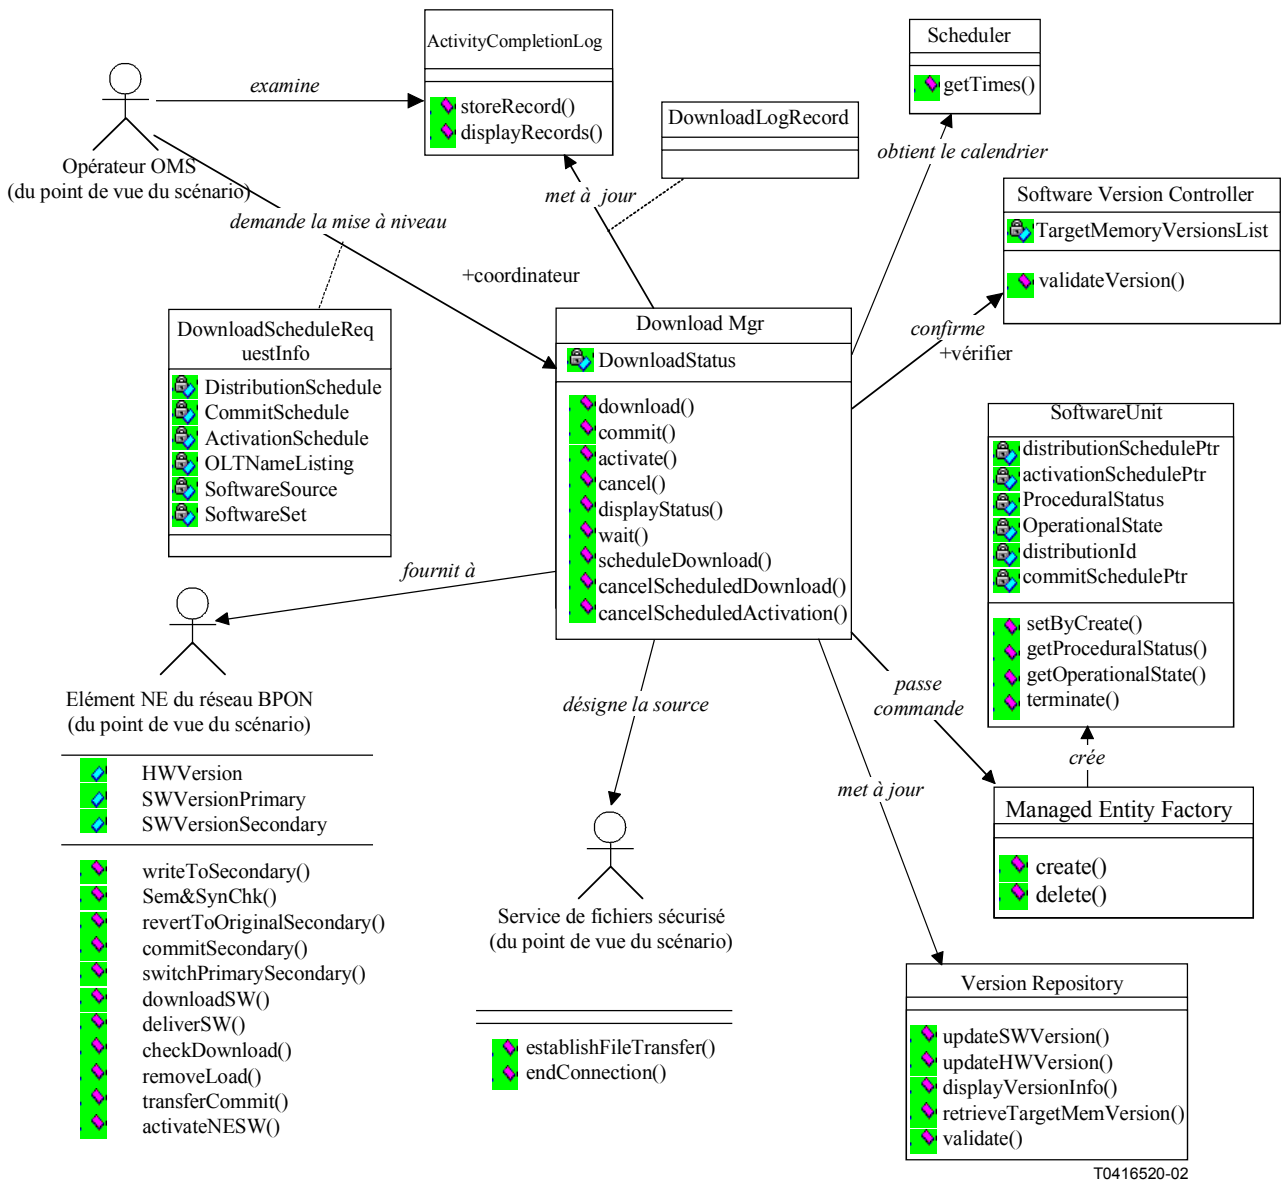 ActivityCompletionLog
storeRecord()
displayRecords()
Scheduler
getTimes()
examine
DownloadLogRecord
Opérateur OMS
(du point de vue du scénario)
met à jour
obtient le calendrier
Software Version Controller
TargetMemoryVersionsList
validateVersion()
demande la mise à niveau
+coordinateur
DownloadScheduleReq
uestInfo
DistributionSchedule
CommitSchedule
ActivationSchedule
OLTNameListing
SoftwareSource
SoftwareSet
Download Mgr
DownloadStatus
download()
commit()
activate()
cancel()
displayStatus()
wait()
scheduleDownload()
cancelScheduledDownload()
cancelScheduledActivation()
confirme
+vérifier
SoftwareUnit
distributionSchedulePtr
activationSchedulePtr
ProceduralStatus
OperationalState
distributionId
commitSchedulePtr
setByCreate()
getProceduralStatus()
getOperationalState()
terminate()
fournit à
Elément NE du réseau BPON
(du point de vue du scénario)
HWVersion
SWVersionPrimary
SWVersionSecondary
writeToSecondary()
Sem&SynChk()
revertToOriginalSecondary()
commitSecondary()
switchPrimarySecondary()
downloadSW()
deliverSW()
checkDownload()
removeLoad()
transferCommit()
activateNESW()
désigne la source
passe
commande
crée
met à jour
Managed Entity Factory
create()
delete()
Service de fichiers sécurisé
(du point de vue du scénario)
establishFileTransfer()
endConnection()
Version Repository
updateSWVersion()
updateHWVersion()
displayVersionInfo()
retrieveTargetMemVersion()
validate()
T0416520-02